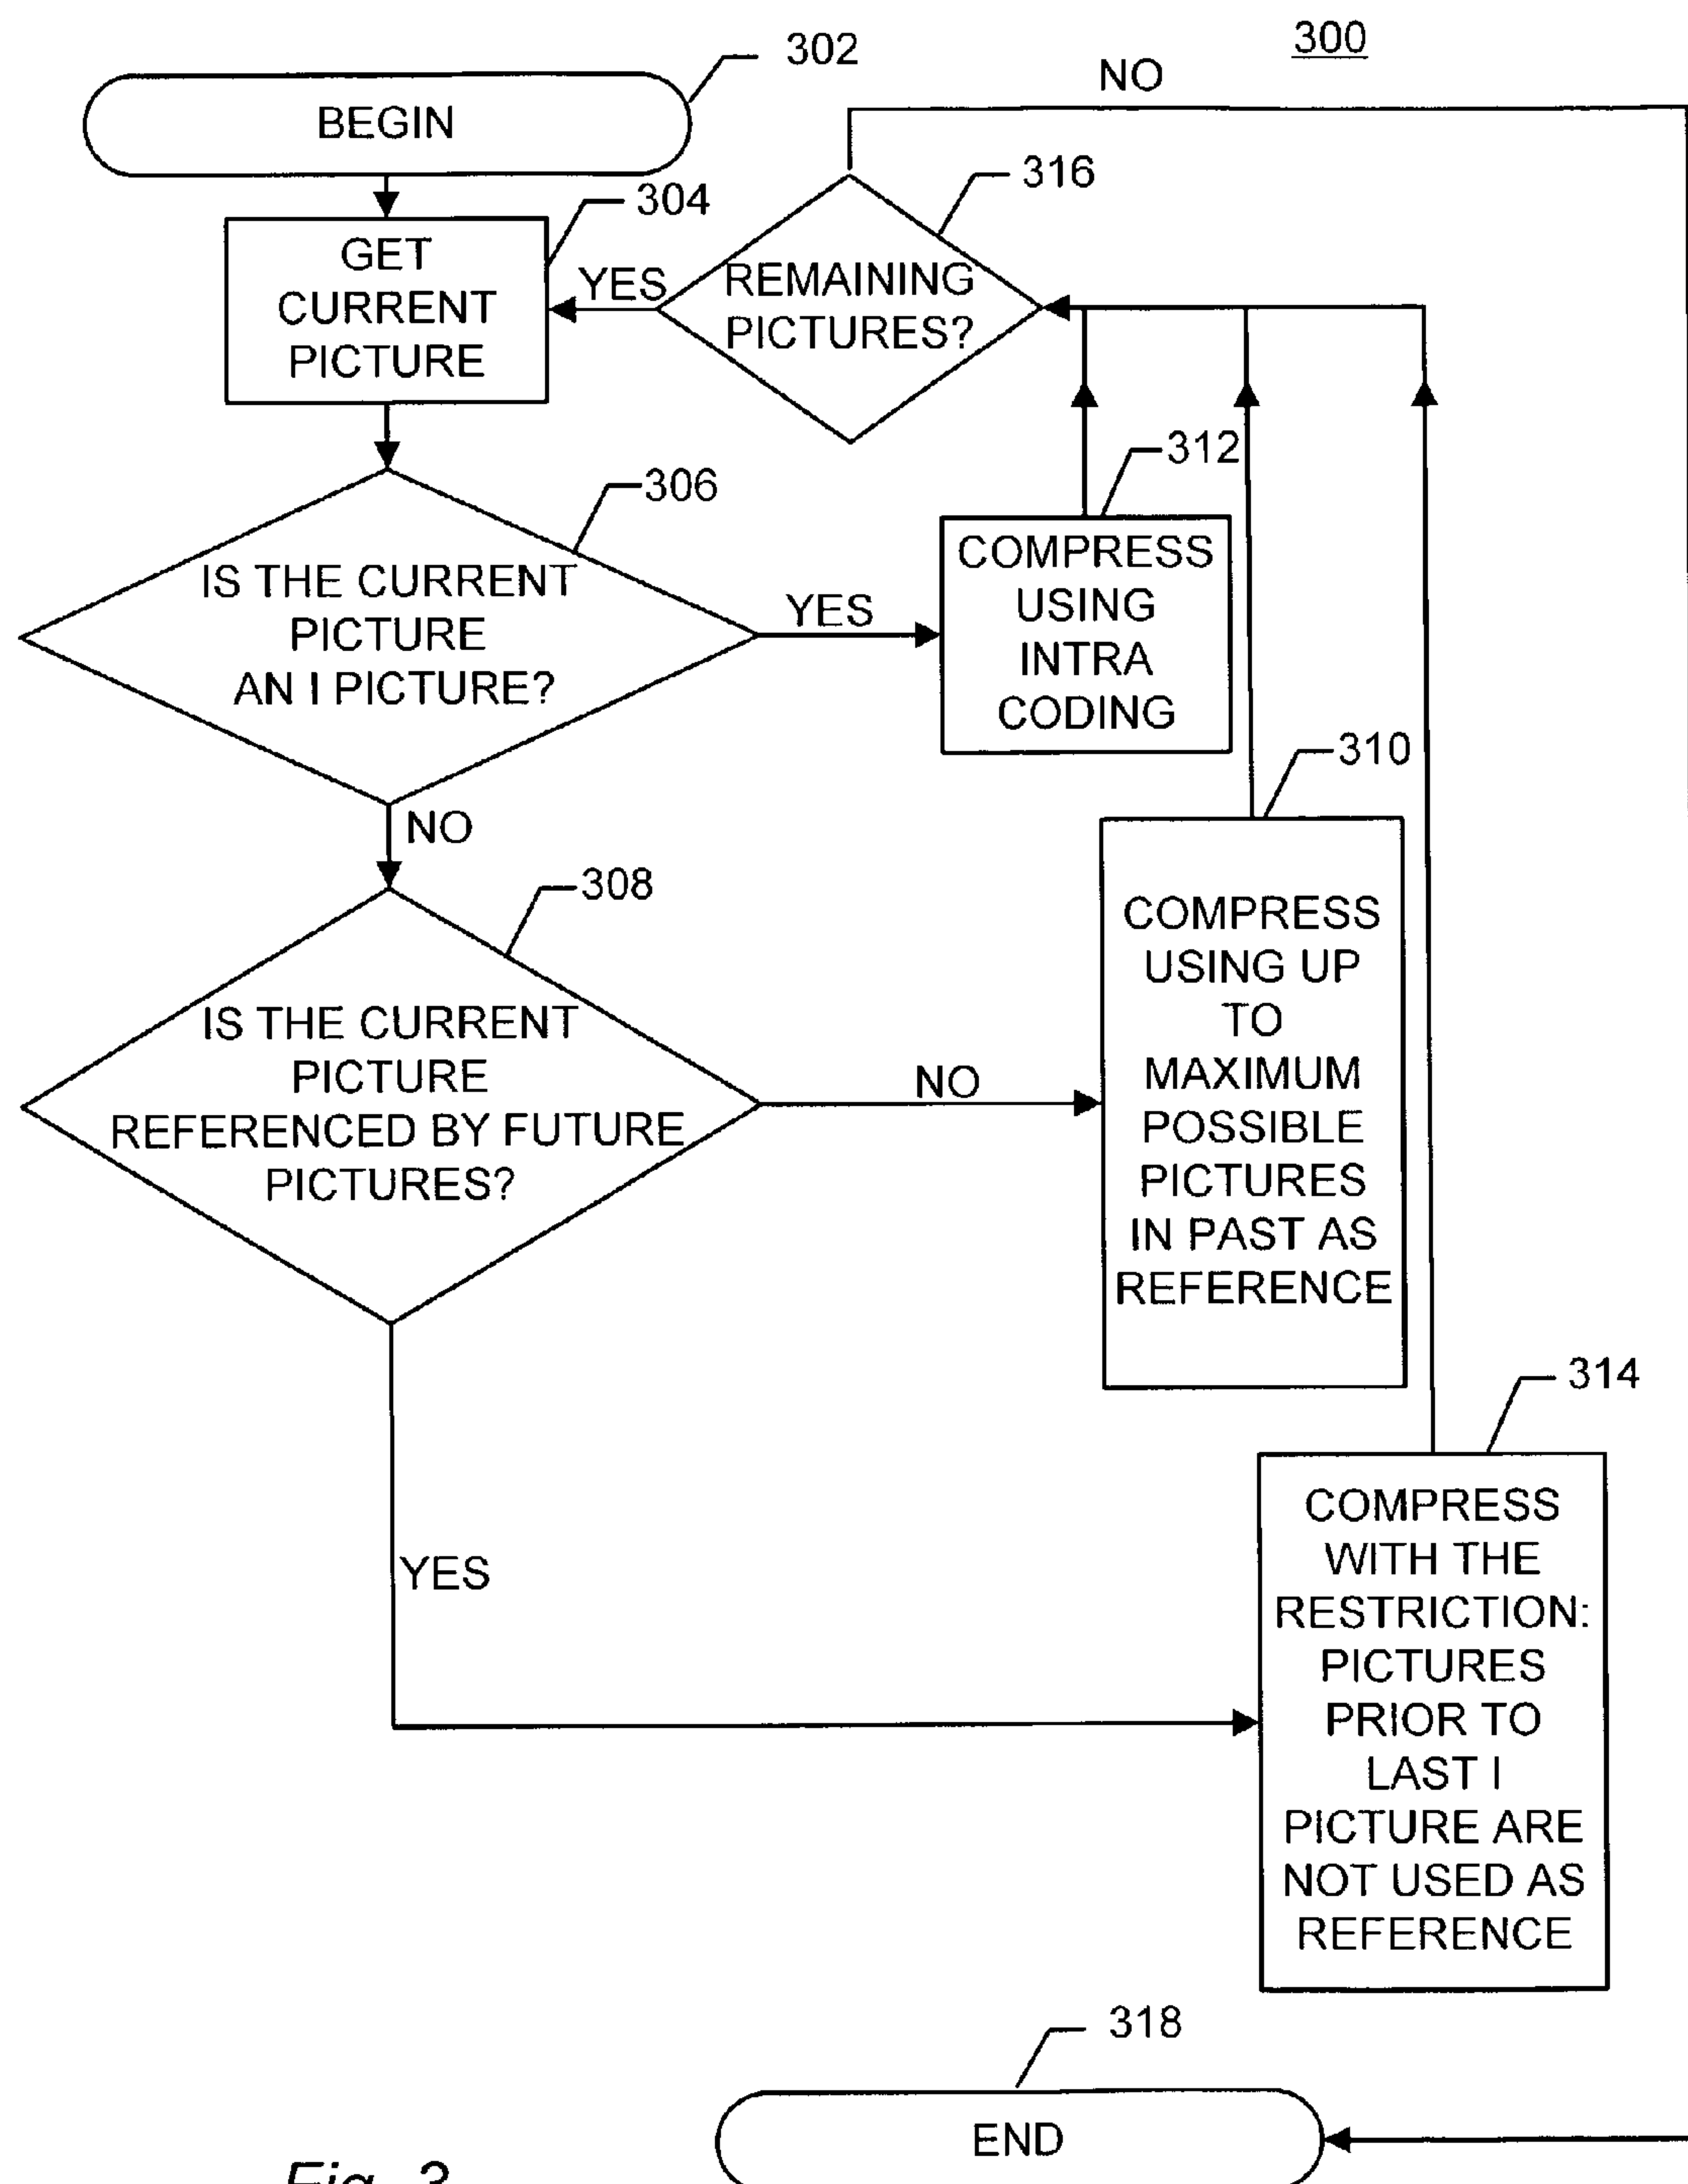 300
302
BEGIN
NO
304
GET
CURRENT
PICTURE
YES
316
REMAINING
PICTURES?
306
IS THE CURRENT
PICTURE
AN I PICTURE?
YES
312
COMPRESS
USING
INTRA
CODING
NO
308
IS THE CURRENT
PICTURE
REFERENCED BY FUTURE
PICTURES?
NO
310
COMPRESS
USING UP
TO
MAXIMUM
POSSIBLE
PICTURES
IN PAST AS
REFERENCE
YES
314
COMPRESS
WITH THE
RESTRICTION:
PICTURES
PRIOR TO
LAST I
PICTURE ARE
NOT USED AS
REFERENCE
318
END
Fig. 3